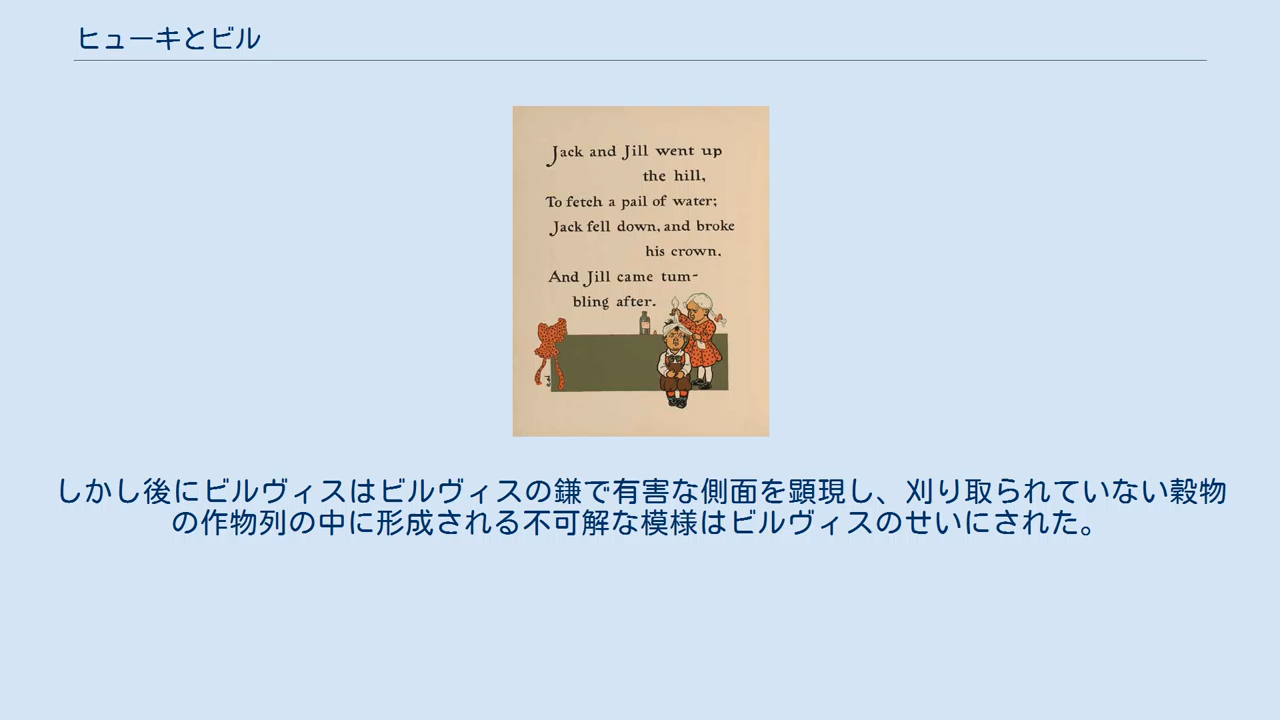 ヒューキとビル
Jack and Jill went up
the hill,
To fetch a pail of water;
Jack fell down, and broke
his crown.
And Jill came tum-
bling after.
しかし後にビルヴィスはビルヴィスの鎌で有害な側面を顕現し、刈り取られていない穀物
の作物列の中に形成される不可解な模様はビルヴィスのせいにされた。